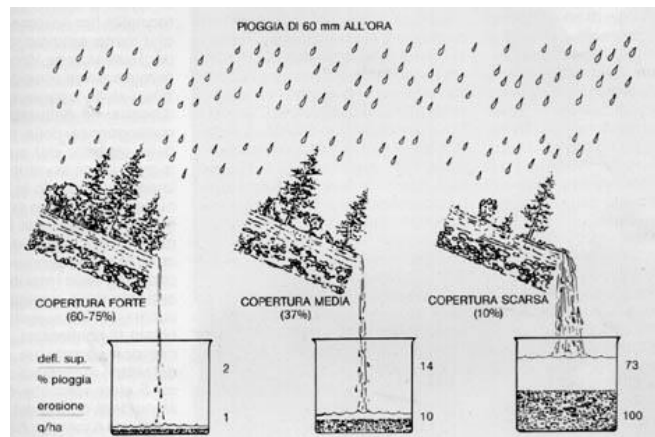 PIOGGIA DI 60 mm ALL'ORA
COPERTURA FORTE
(60-75%)
COPERTURA MEDIA
(37%)
COPERTURA SCARSA
(10%)
defl. sup.
% pioggia
2
14
73
erosione
q/ha
1
10
100